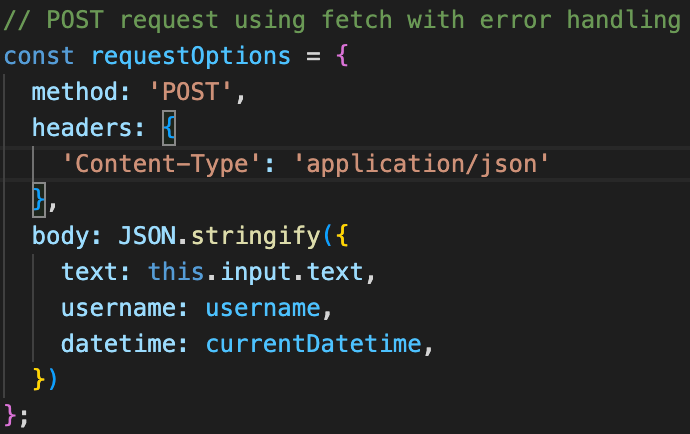 // POST request using fetch with error handling
const requestOptions = {
  method: 'POST',
  headers: {
    'Content-Type': 'application/json'
  },
  body: JSON.stringify({
    text: this.input.text,
    username: username,
    datetime: currentDatetime,
  })
};